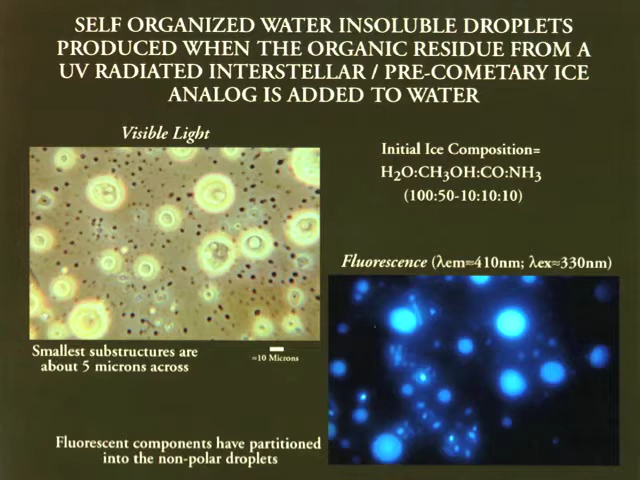 SELF ORGANIZED WATER INSOLUBLE DROPLETS
PRODUCED WHEN THE ORGANIC RESIDUE FROM A
UV RADIATED INTERSTELLAR / PRE-COMETARY ICE
ANALOG IS ADDED TO WATER
Visible Light
Initial Ice Composition=
H₂O:CH₃OH:CO:NH₃
(100:50-10:10:10)
Fluorescence (λem≈410nm; λex≈330nm)
Smallest substructures are
about 5 microns across
≈10 Microns
Fluorescent components have partitioned
into the non-polar droplets